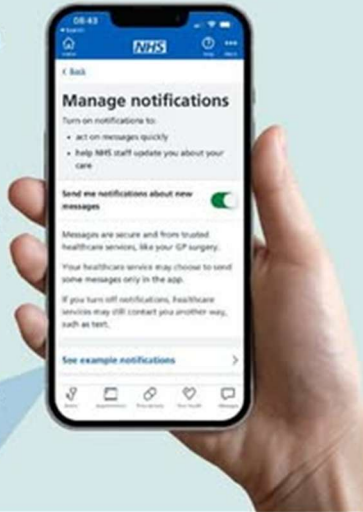 08:43
NHS
Back
Manage notifications
Turn on notifications to:
• act on messages quickly
• help NHS staff update you about your
care
Send me notifications about new
messages
Messages are secure and from trusted
healthcare services, like your GP surgery.
Your healthcare service may choose to send
some messages only in the app.
If you turn off notifications, healthcare
services may still contact you another way,
such as text.
See example notifications